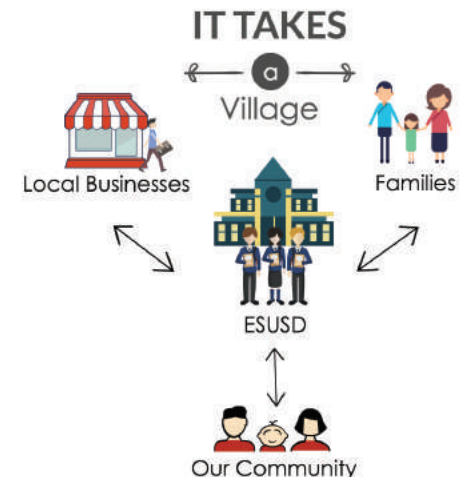 IT TAKES
a
Village
Local Businesses
Families
ESUSD
Our Community